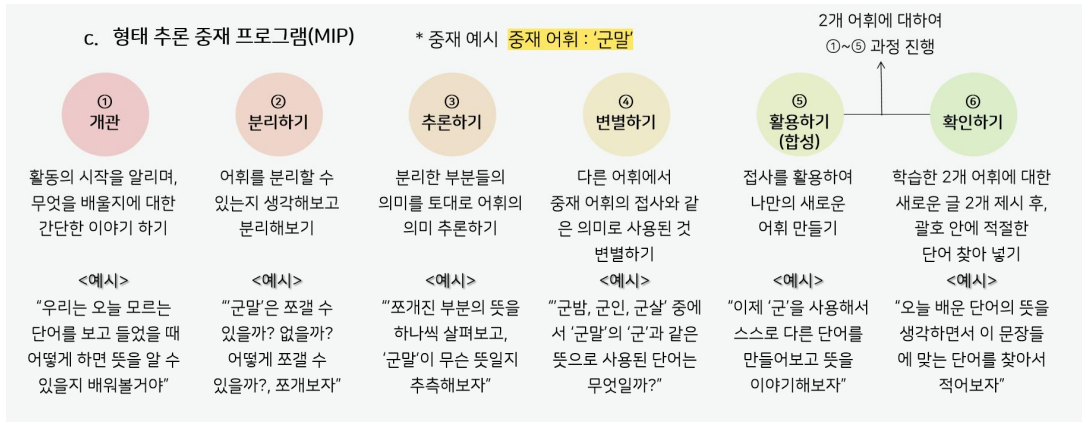 c. 형태 추론 중재 프로그램(MIP)
* 중재 예시 중재 어휘 : ‘군말’
2개 어휘에 대하여
①~⑤ 과정 진행
①
개관
활동의 시작을 알리며,
무엇을 배울지에 대한
간단한 이야기 하기
<예시>
“우리는 오늘 모르는
단어를 보고 들었을 때
어떻게 하면 뜻을 알 수
있을지 배워볼거야”
②
분리하기
어휘를 분리할 수
있는지 생각해보고
분리해보기
<예시>
“‘군말’은 쪼갤 수
있을까? 없을까?
어떻게 쪼갤 수
있을까?, 쪼개보자”
③
추론하기
분리한 부분들의
의미를 토대로 어휘의
의미 추론하기
<예시>
“‘쪼개진 부분의 뜻을
하나씩 살펴보고,
‘군말’이 무슨 뜻일지
추측해보자”
④
변별하기
다른 어휘에서
중재 어휘의 접사와 같
은 의미로 사용된 것
변별하기
<예시>
“‘군밤, 군인, 군살’ 중에
서 ‘군말’의 ‘군’과 같은
뜻으로 사용된 단어는
무엇일까?”
⑤
활용하기
(합성)
접사를 활용하여
나만의 새로운
어휘 만들기
<예시>
“이제 ‘군’을 사용해서
스스로 다른 단어를
만들어보고 뜻을
이야기해보자”
⑥
확인하기
학습한 2개 어휘에 대한
새로운 글 2개 제시 후,
괄호 안에 적절한
단어 찾아 넣기
<예시>
“오늘 배운 단어의 뜻을
생각하면서 이 문장들
에 맞는 단어를 찾아서
적어보자”